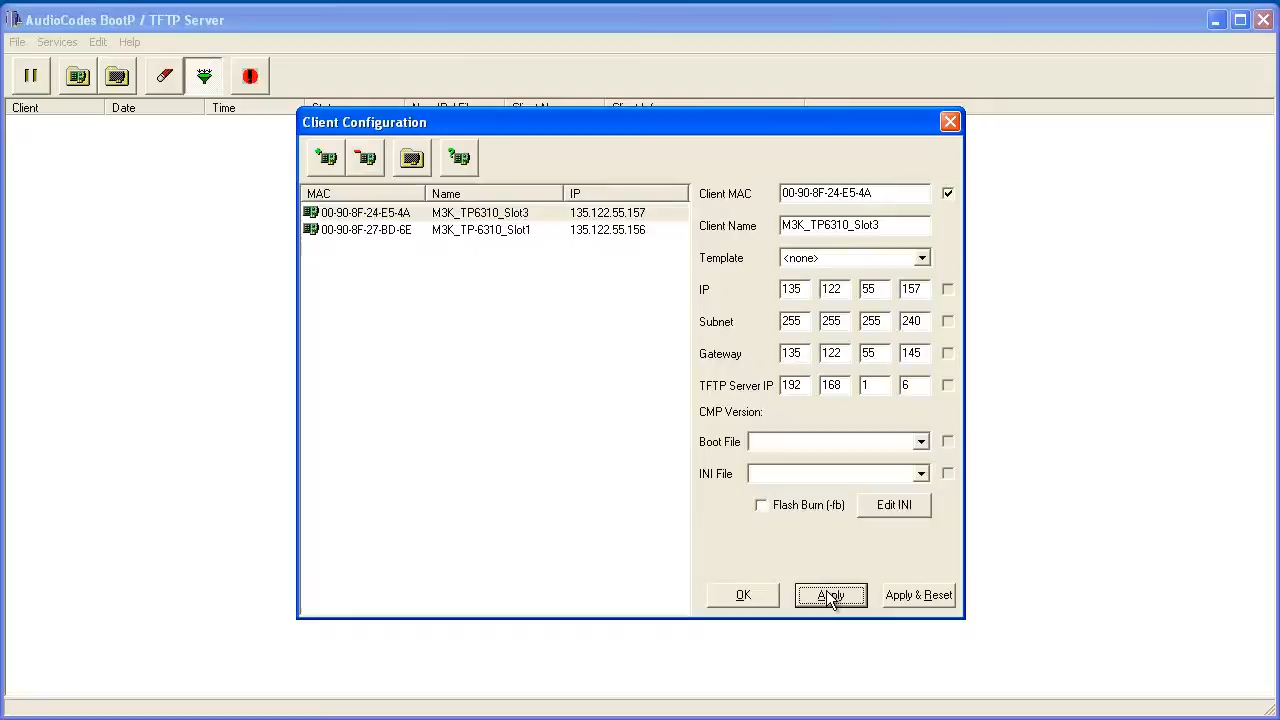 AudioCodes BootP / TFTP Server
File Services Edit Help
Client Date Time
Client Configuration
MAC Name IP
00-90-8F-24-E5-4A M3K_TP6310_Slot3 135.122.55.157
00-90-8F-27-BD-6E M3K_TP-6310_Slot1 135.122.55.156
Client MAC 00-90-8F-24-E5-4A
Client Name M3K_TP6310_Slot3
Template <none>
IP 135 122 55 157
Subnet 255 255 255 240
Gateway 135 122 55 145
TFTP Server IP 192 168 1 6
CMP Version:
Boot File
INI File
Flash Burn (-fb) Edit INI
OK Apply Apply & Reset